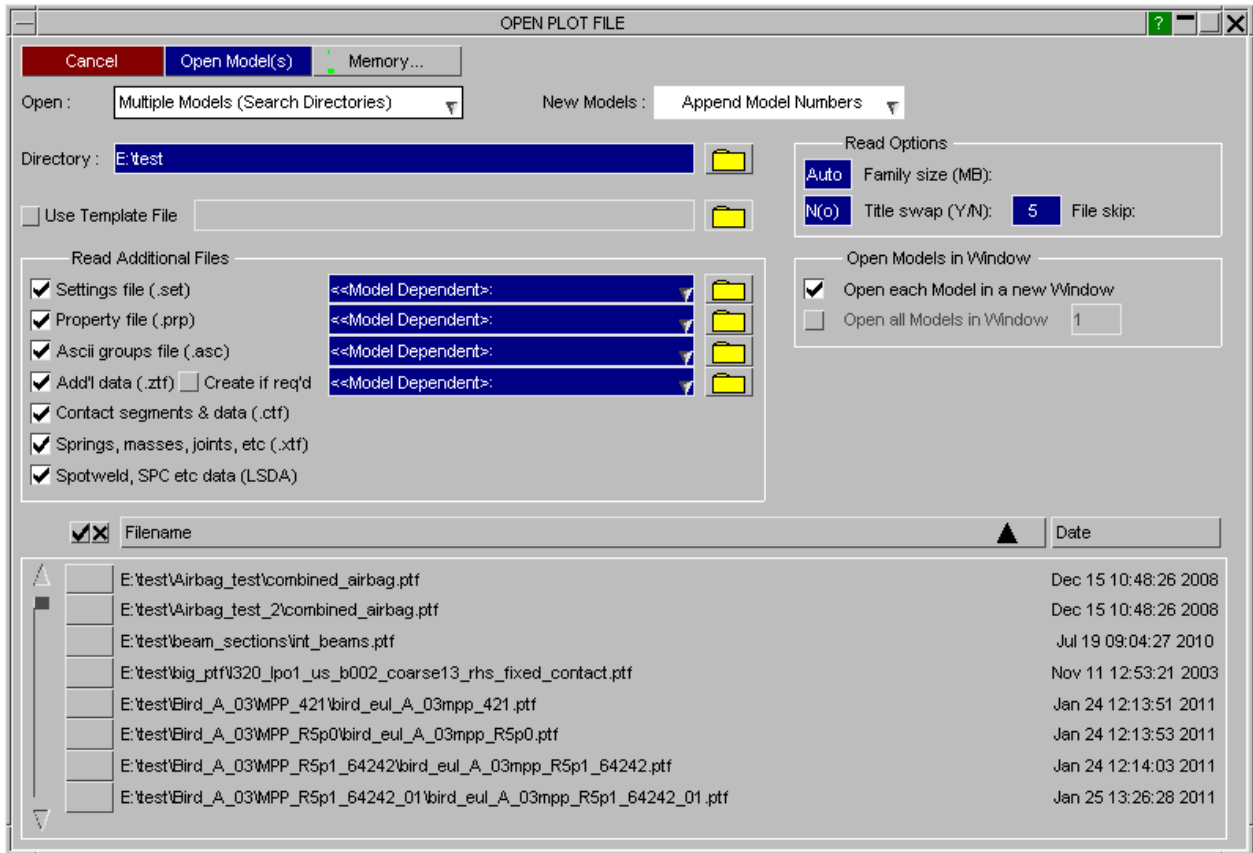 OPEN PLOT FILE
?
Cancel Open Model(s) Memory...
Open : Multiple Models (Search Directories) New Models : Append Model Numbers
Directory : E:\test
Read Options
Auto Family size (MB):
N(o) Title swap (Y/N): 5 File skip:
Use Template File
Read Additional Files
Open Models in Window
Settings file (.set) <<Model Dependent>:
Open each Model in a new Window
Property file (.prp) <<Model Dependent>:
Open all Models in Window 1
Ascii groups file (.asc) <<Model Dependent>:
Add'l data (.ztf) Create if req'd <<Model Dependent>:
Contact segments & data (.ctf)
Springs, masses, joints, etc (.xtf)
Spotweld, SPC etc data (LSDA)
Filename Date
E:\test\Airbag_test\combined_airbag.ptf Dec 15 10:48:26 2008
E:\test\Airbag_test_2\combined_airbag.ptf Dec 15 10:48:26 2008
E:\test\beam_sections\int_beams.ptf Jul 19 09:04:27 2010
E:\test\big_ptf\l320_lpo1_us_b002_coarse13_rhs_fixed_contact.ptf Nov 11 12:53:21 2003
E:\test\Bird_A_03\MPP_421\bird_eul_A_03mpp_421.ptf Jan 24 12:13:51 2011
E:\test\Bird_A_03\MPP_R5p0\bird_eul_A_03mpp_R5p0.ptf Jan 24 12:13:53 2011
E:\test\Bird_A_03\MPP_R5p1_64242\bird_eul_A_03mpp_R5p1_64242.ptf Jan 24 12:14:03 2011
E:\test\Bird_A_03\MPP_R5p1_64242_01\bird_eul_A_03mpp_R5p1_64242_01.ptf Jan 25 13:26:28 2011